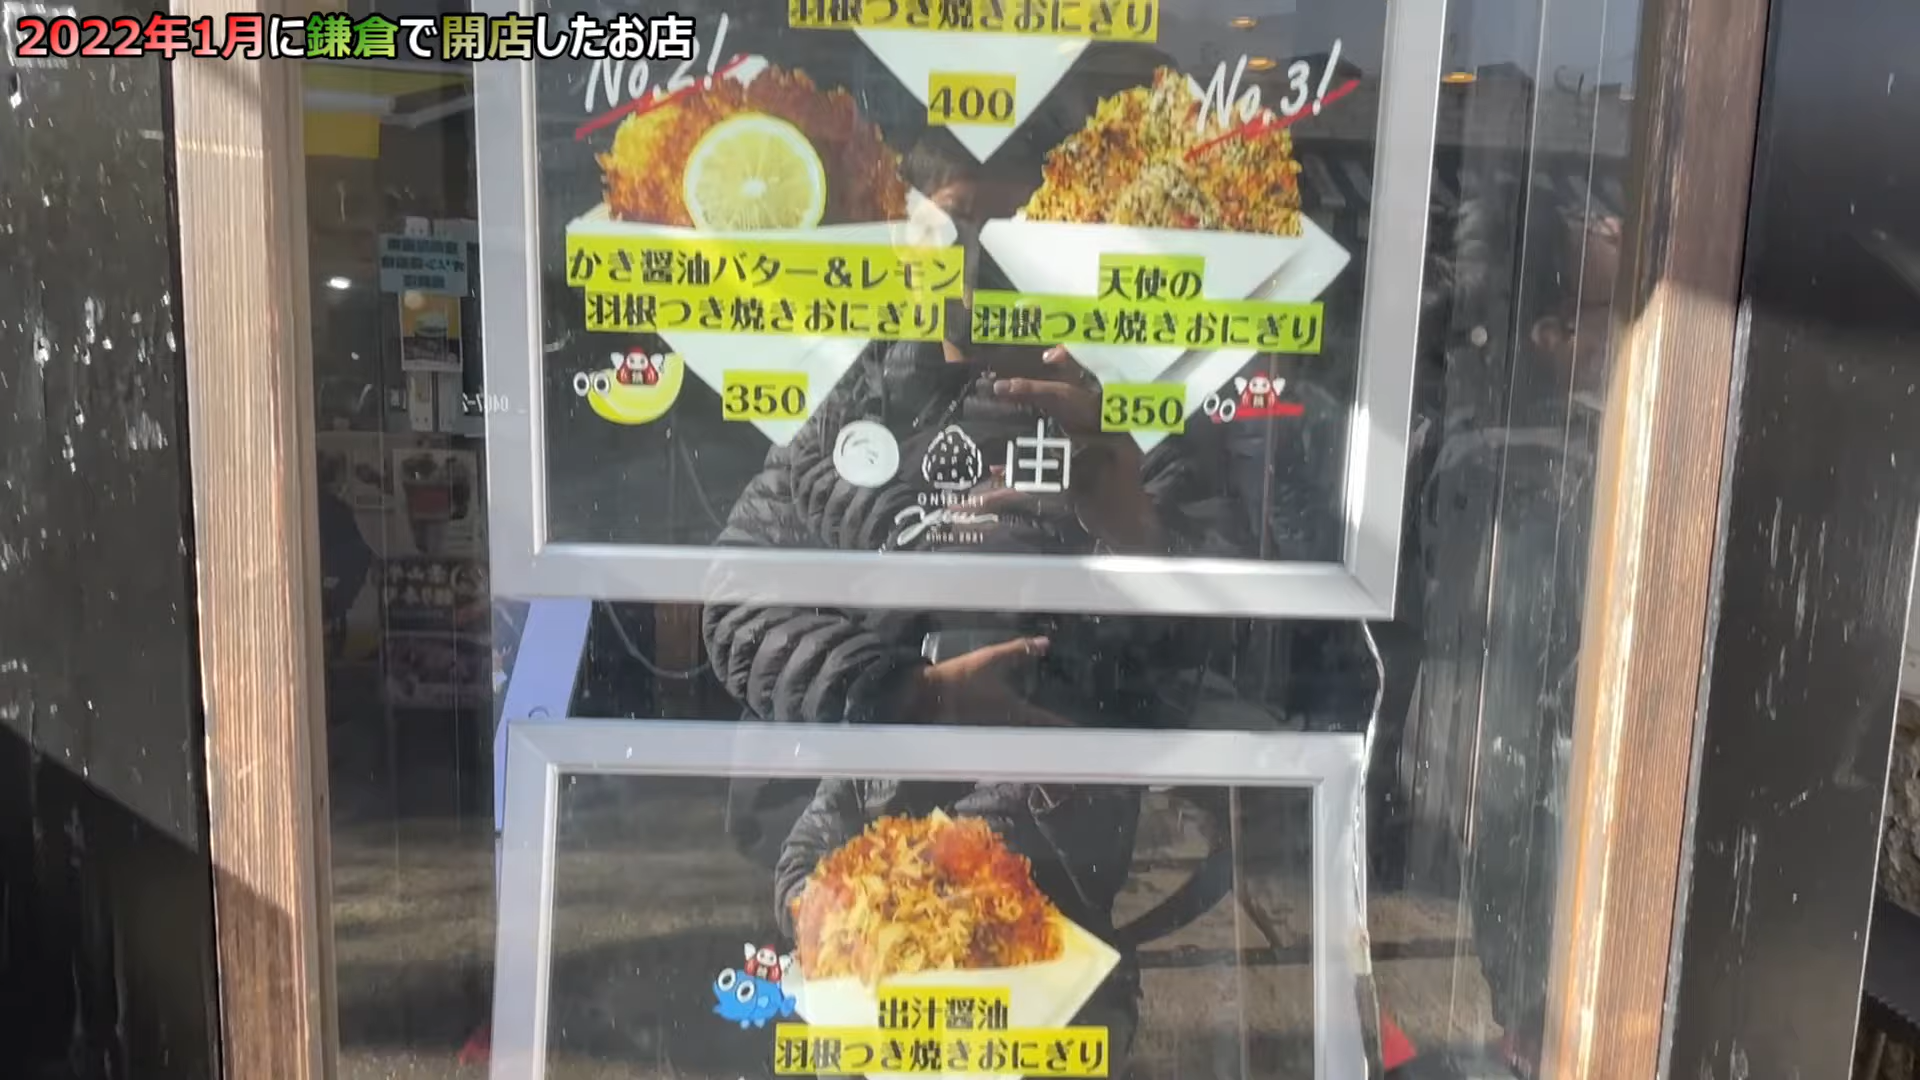 2022年1月に鎌倉で開店したお店
羽根つき焼きおにぎり
400
No.2!
No.3!
かき醤油バター&レモン
羽根つき焼きおにぎり
350
天使の
羽根つき焼きおにぎり
350
由
ONIGIRI
yuu
SINCE 2021
出汁醤油
羽根つき焼きおにぎり